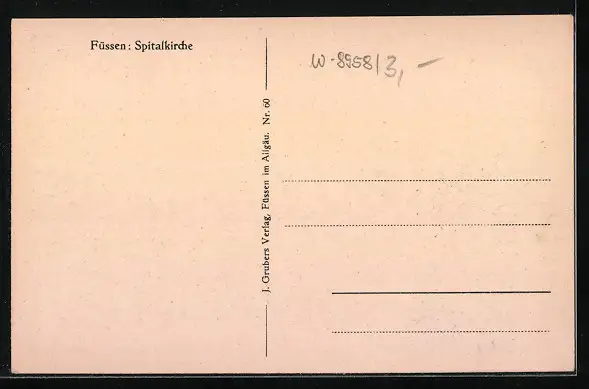 Füssen: Spitalkirche
W-8958/3,-
J. Grubers Verlag, Füssen im Allgäu. Nr. 60